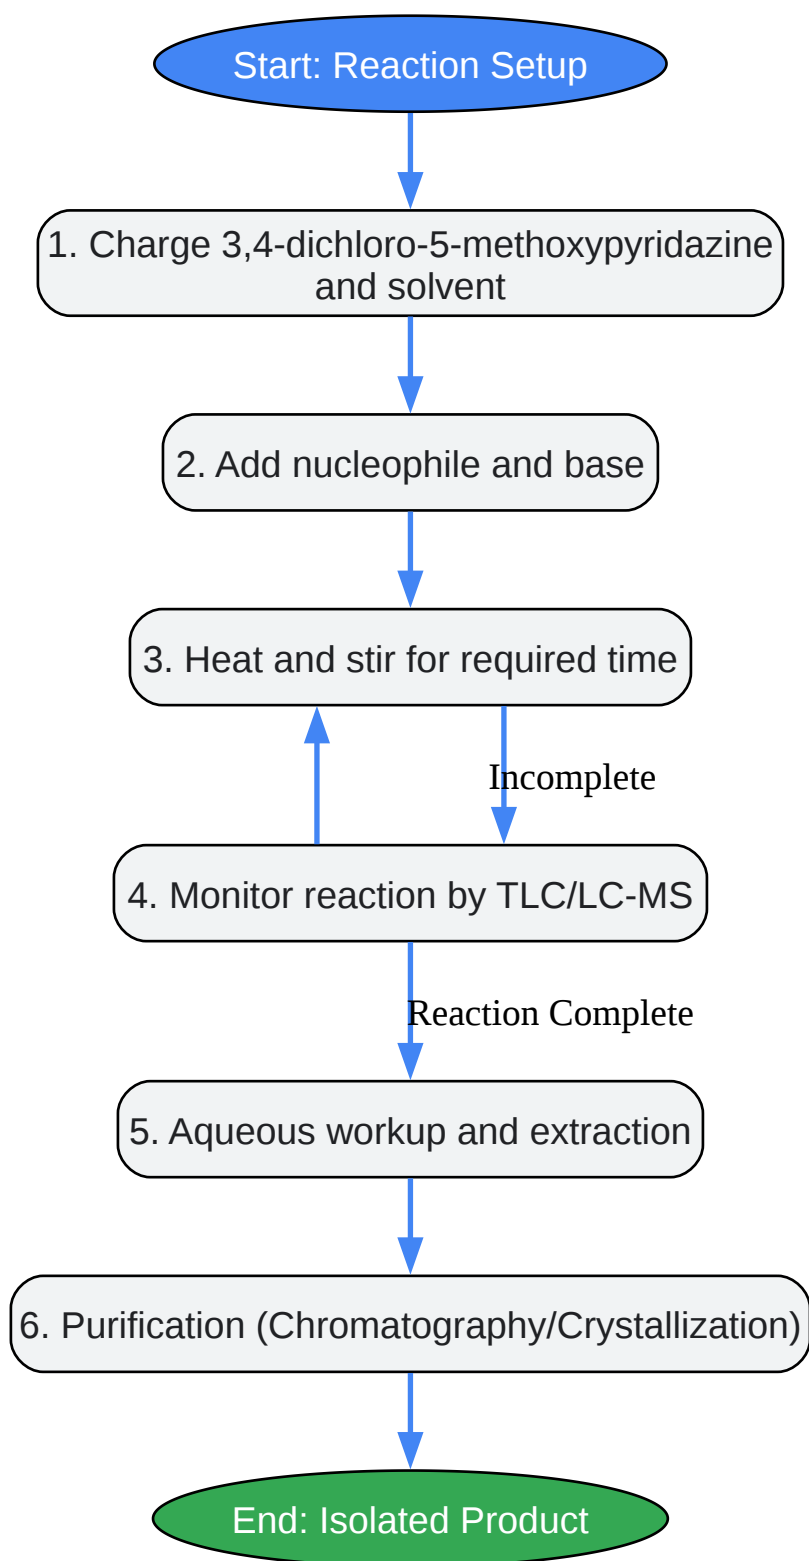 Start: Reaction Setup
1. Charge 3,4-dichloro-5-methoxypyridazine
and solvent
2. Add nucleophile and base
3. Heat and stir for required time
Incomplete
4. Monitor reaction by TLC/LC-MS
Reaction Complete
5. Aqueous workup and extraction
6. Purification (Chromatography/Crystallization)
End: Isolated Product